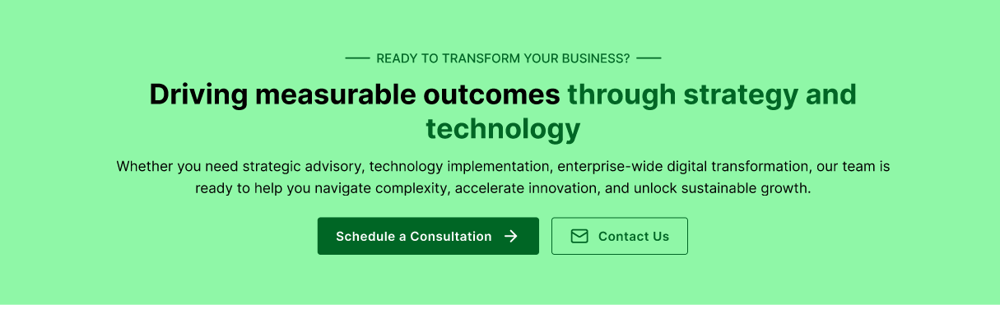 READY TO TRANSFORM YOUR BUSINESS?
Driving measurable outcomes through strategy and
technology
Whether you need strategic advisory, technology implementation, enterprise-wide digital transformation, our team is
ready to help you navigate complexity, accelerate innovation, and unlock sustainable growth.
Schedule a Consultation
Contact Us